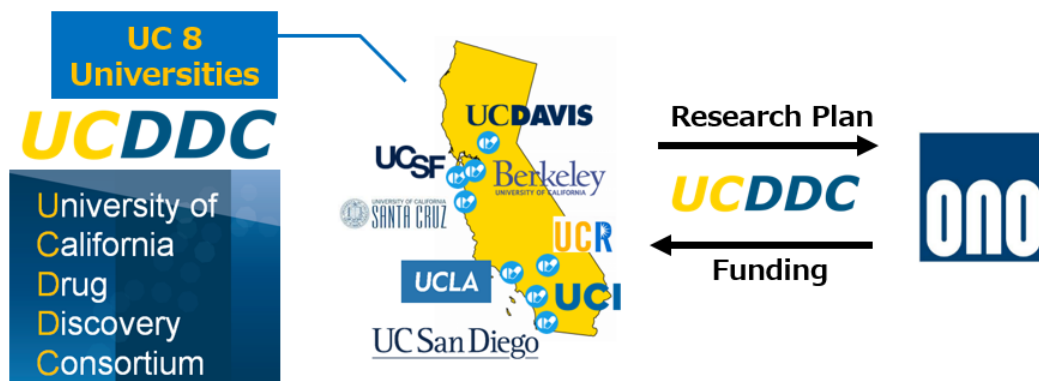 UC 8
Universities
UCDDC
University of
California
Drug
Discovery
Consortium
UCDAVIS
UCSF
Berkeley
UNIVERSITY OF CALIFORNIA
UNIVERSITY OF CALIFORNIA
SANTA CRUZ
UCR
UCLA
UCI
UC San Diego
Research Plan
UCDDC
Funding
ono